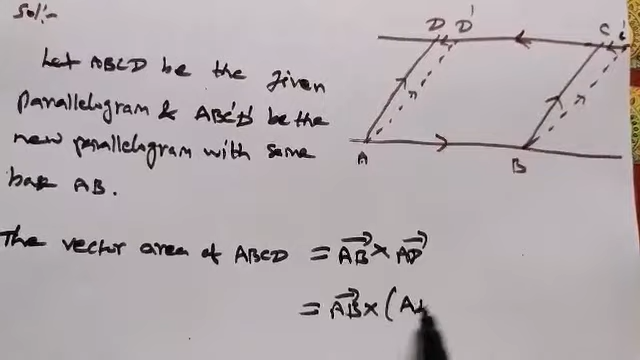 Sol:-
D D' C C'
Let ABCD be the given
parallelogram & ABC'D' be the
new parallelogram with same
base AB.
A B
The vector area of ABCD = AB × AD
= AB × (A